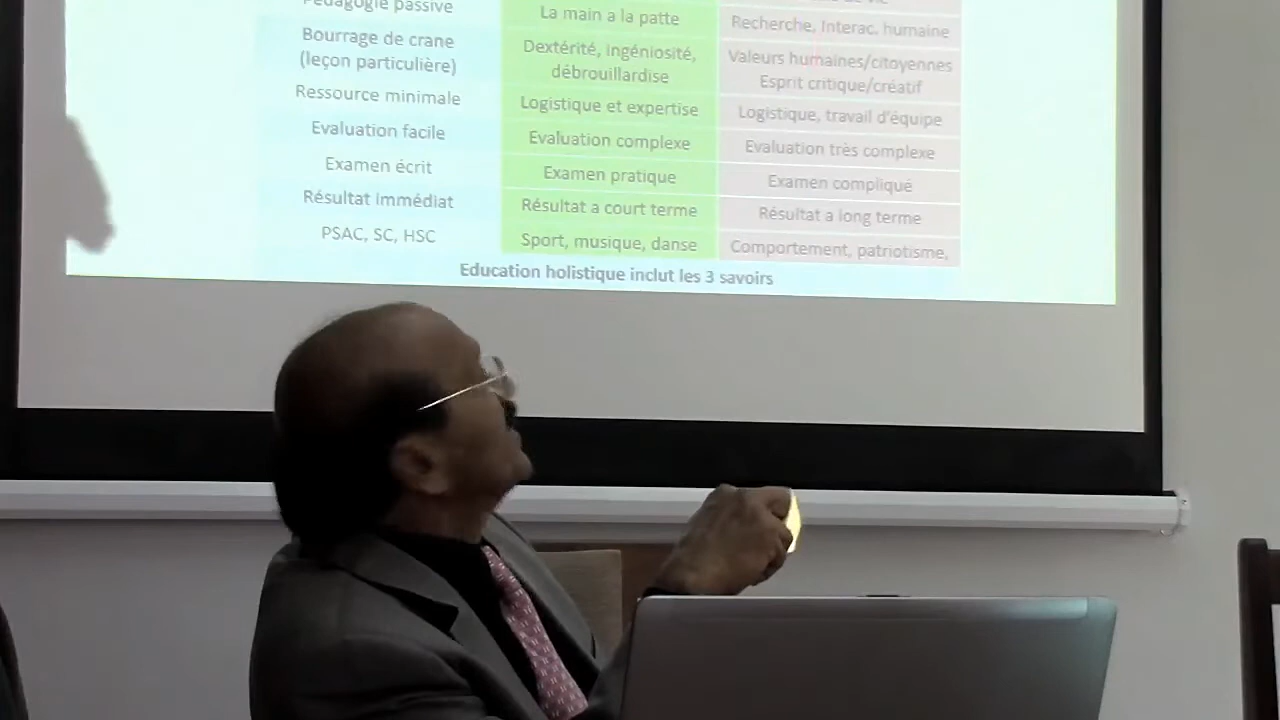 Pédagogie passive
La main a la patte
Recherche, Interac, humaine
Bourrage de crane
(leçon particulière)
Dextérité, ingéniosité,
débrouillardise
Valeurs humaines/citoyennes
Esprit critique/créatif
Ressource minimale
Logistique et expertise
Logistique, travail d'équipe
Evaluation facile
Evaluation complexe
Evaluation très complexe
Examen écrit
Examen pratique
Examen compliqué
Résultat immédiat
Résultat a court terme
Résultat a long terme
PSAC, SC, HSC
Sport, musique, danse
Comportement, patriotisme,
Education holistique inclut les 3 savoirs